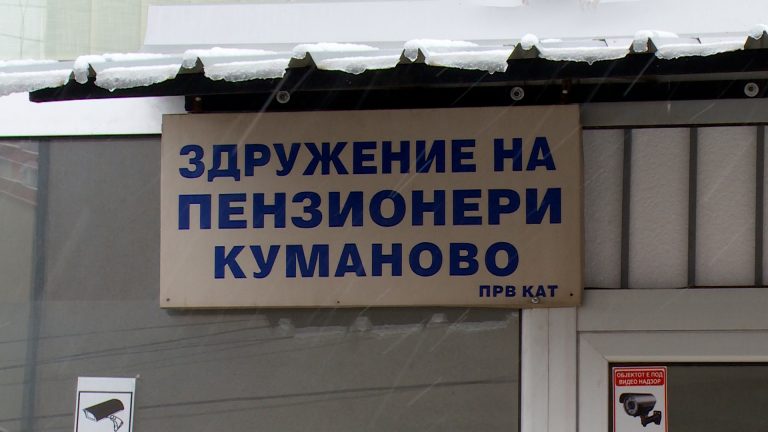 ЗДРУЖЕНИЕ НА
ПЕНЗИОНЕРИ
КУМАНОВО
ПРВ КАТ
ОБЈЕКТОТ Е ПОД
ВИДЕО НАДЗОР